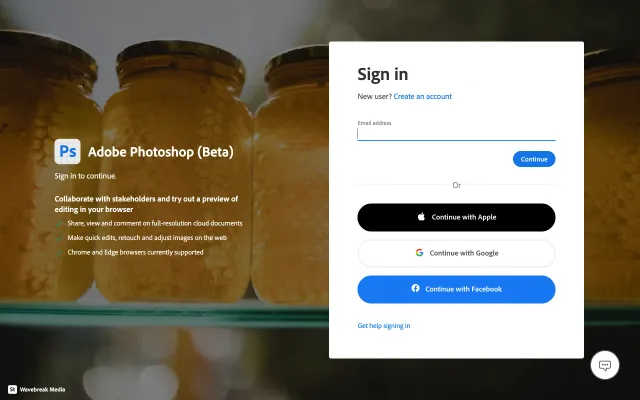 Ps Adobe Photoshop (Beta)
Sign in to continue.
Collaborate with stakeholders and try out a preview of
editing in your browser
Share, view and comment on full-resolution cloud documents
Make quick edits, retouch and adjust images on the web
Chrome and Edge browsers currently supported
St Wavebreak Media
Sign in
New user? Create an account
Email address
Continue
Or
Continue with Apple
Continue with Google
Continue with Facebook
Get help signing in